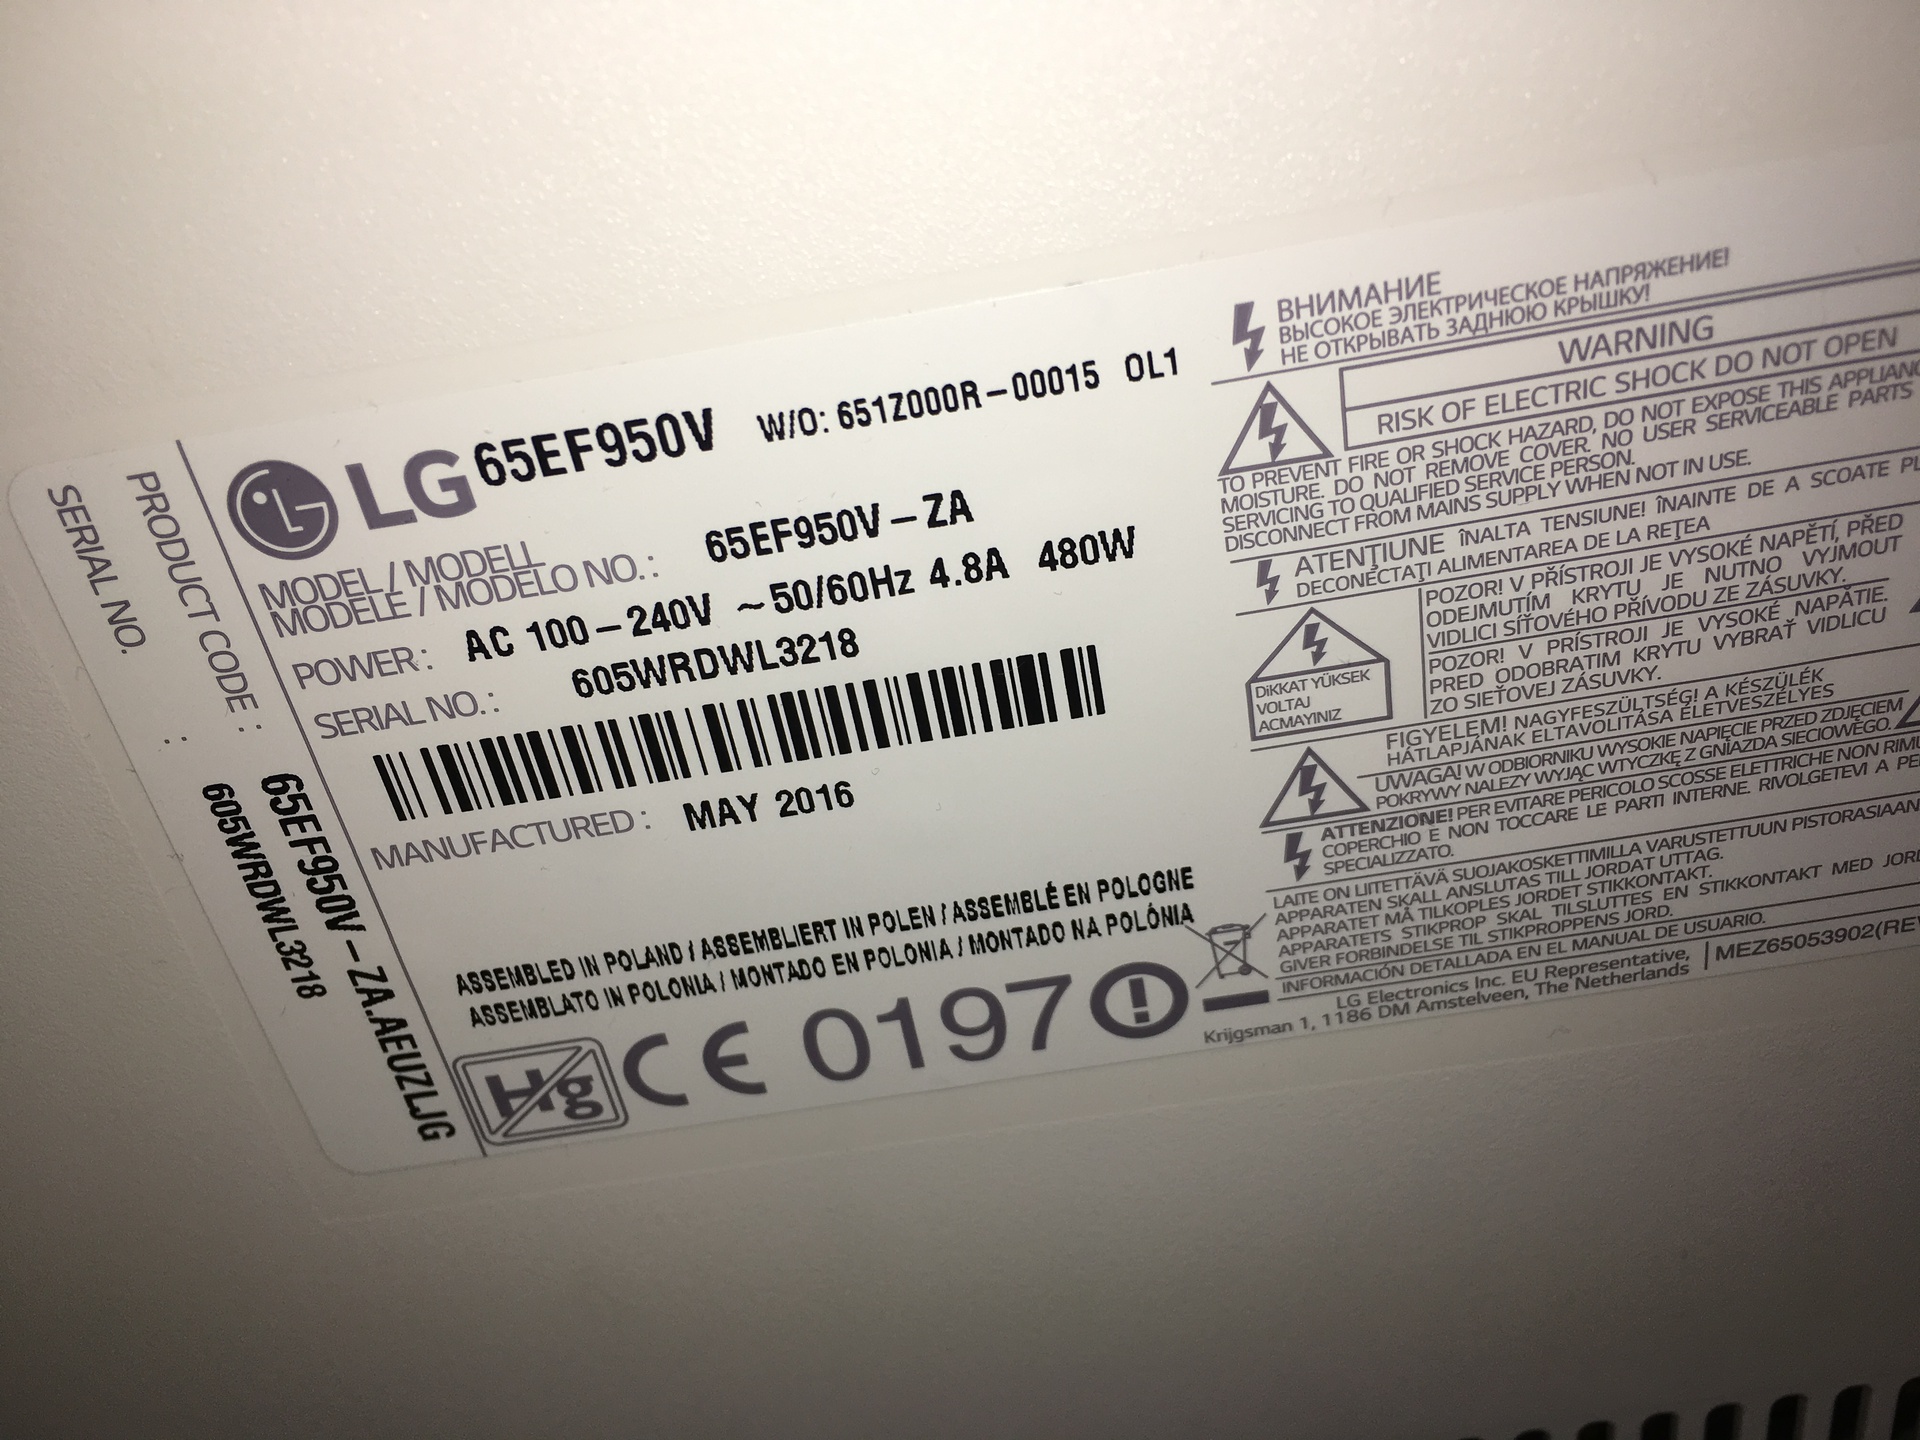 LG 65EF950V W/O: 651Z000R-00015 OL1
MODEL / MODELL
MODÈLE / MODELO NO. : 65EF950V-ZA
POWER : AC 100-240V ~50/60Hz 4.8A 480W
SERIAL NO. : 605WRDWL3218
MANUFACTURED : MAY 2016
ASSEMBLED IN POLAND / ASSEMBLIERT IN POLEN / ASSEMBLÉ EN POLOGNE
ASSEMBLATO IN POLONIA / MONTADO EN POLONIA / MONTADO NA POLÓNIA
Hg CE 0197 !
PRODUCT CODE : 65EF950V-ZA.AEUZLJG
SERIAL NO. : 605WRDWL3218
ВНИМАНИЕ
ВЫСОКОЕ ЭЛЕКТРИЧЕСКОЕ НАПРЯЖЕНИЕ!
НЕ ОТКРЫВАТЬ ЗАДНЮЮ КРЫШКУ!
WARNING
RISK OF ELECTRIC SHOCK DO NOT OPEN
TO PREVENT FIRE OR SHOCK HAZARD, DO NOT EXPOSE THIS
MOISTURE. DO NOT REMOVE COVER. NO USER SERVICEABLE PARTS
SERVICING TO QUALIFIED SERVICE PERSON.
DISCONNECT FROM MAINS SUPPLY WHEN NOT IN USE.
ATENŢIUNE ÎNALTA TENSIUNE! ÎNAINTE DE A SCOATE
DECONECTAŢI ALIMENTAREA DE LA REŢEA
POZOR! V PŘÍSTROJI JE VYSOKÉ NAPĚTÍ, PŘED
ODEJMUTÍM KRYTU JE NUTNO VYJMOUT
VIDLICI SÍŤOVÉHO PŘÍVODU ZE ZÁSUVKY.
POZOR! V PRÍSTROJI JE VYSOKÉ NAPÄTIE.
PRED ODOBRATIM KRYTU VYBRAŤ VIDLICU
ZO SIEŤOVEJ ZÁSUVKY.
DiKKAT YÜKSEK
VOLTAJ
ACMAYINIZ
FIGYELEM! NAGYFESZÜLTSÉG! A KÉSZÜLÉK
HÁTLAPJÁNAK ELTAVOLITÁSA ÉLETVESZÉLYES
UWAGA! W ODBIORNIKU WYSOKIE NAPIĘCIE PRZED ZDJĘCIEM
POKRYWY NALEZY WYJĄC WTYCZKĘ Z GNIAZDA SIECIOWEGO.
ATTENZIONE! PER EVITARE PERICOLO SCOSSE ELETTRICHE NON
COPERCHIO E NON TOCCARE LE PARTI INTERNE. RIVOLGETEVI A
SPECIALIZZATO.
LAITE ON LIITETTÄVÄ SUOJAKOSKETTIMILLA VARUSTETTUUN PISTORASIAAN
APPARATEN SKALL ANSLUTAS TILL JORDAT UTTAG.
APPARATET MÅ TILKOPLES JORDET STIKKONTAKT.
APPARATETS STIKPROP SKAL TILSLUTTES EN STIKKONTAKT MED
GIVER FORBINDELSE TIL STIKPROPPENS JORD.
INFORMACIÓN DETALLADA EN EL MANUAL DE USUARIO.
LG Electronics Inc. EU Representative,
Krijgsman 1, 1186 DM Amstelveen, The Netherlands
MEZ65053902(RE